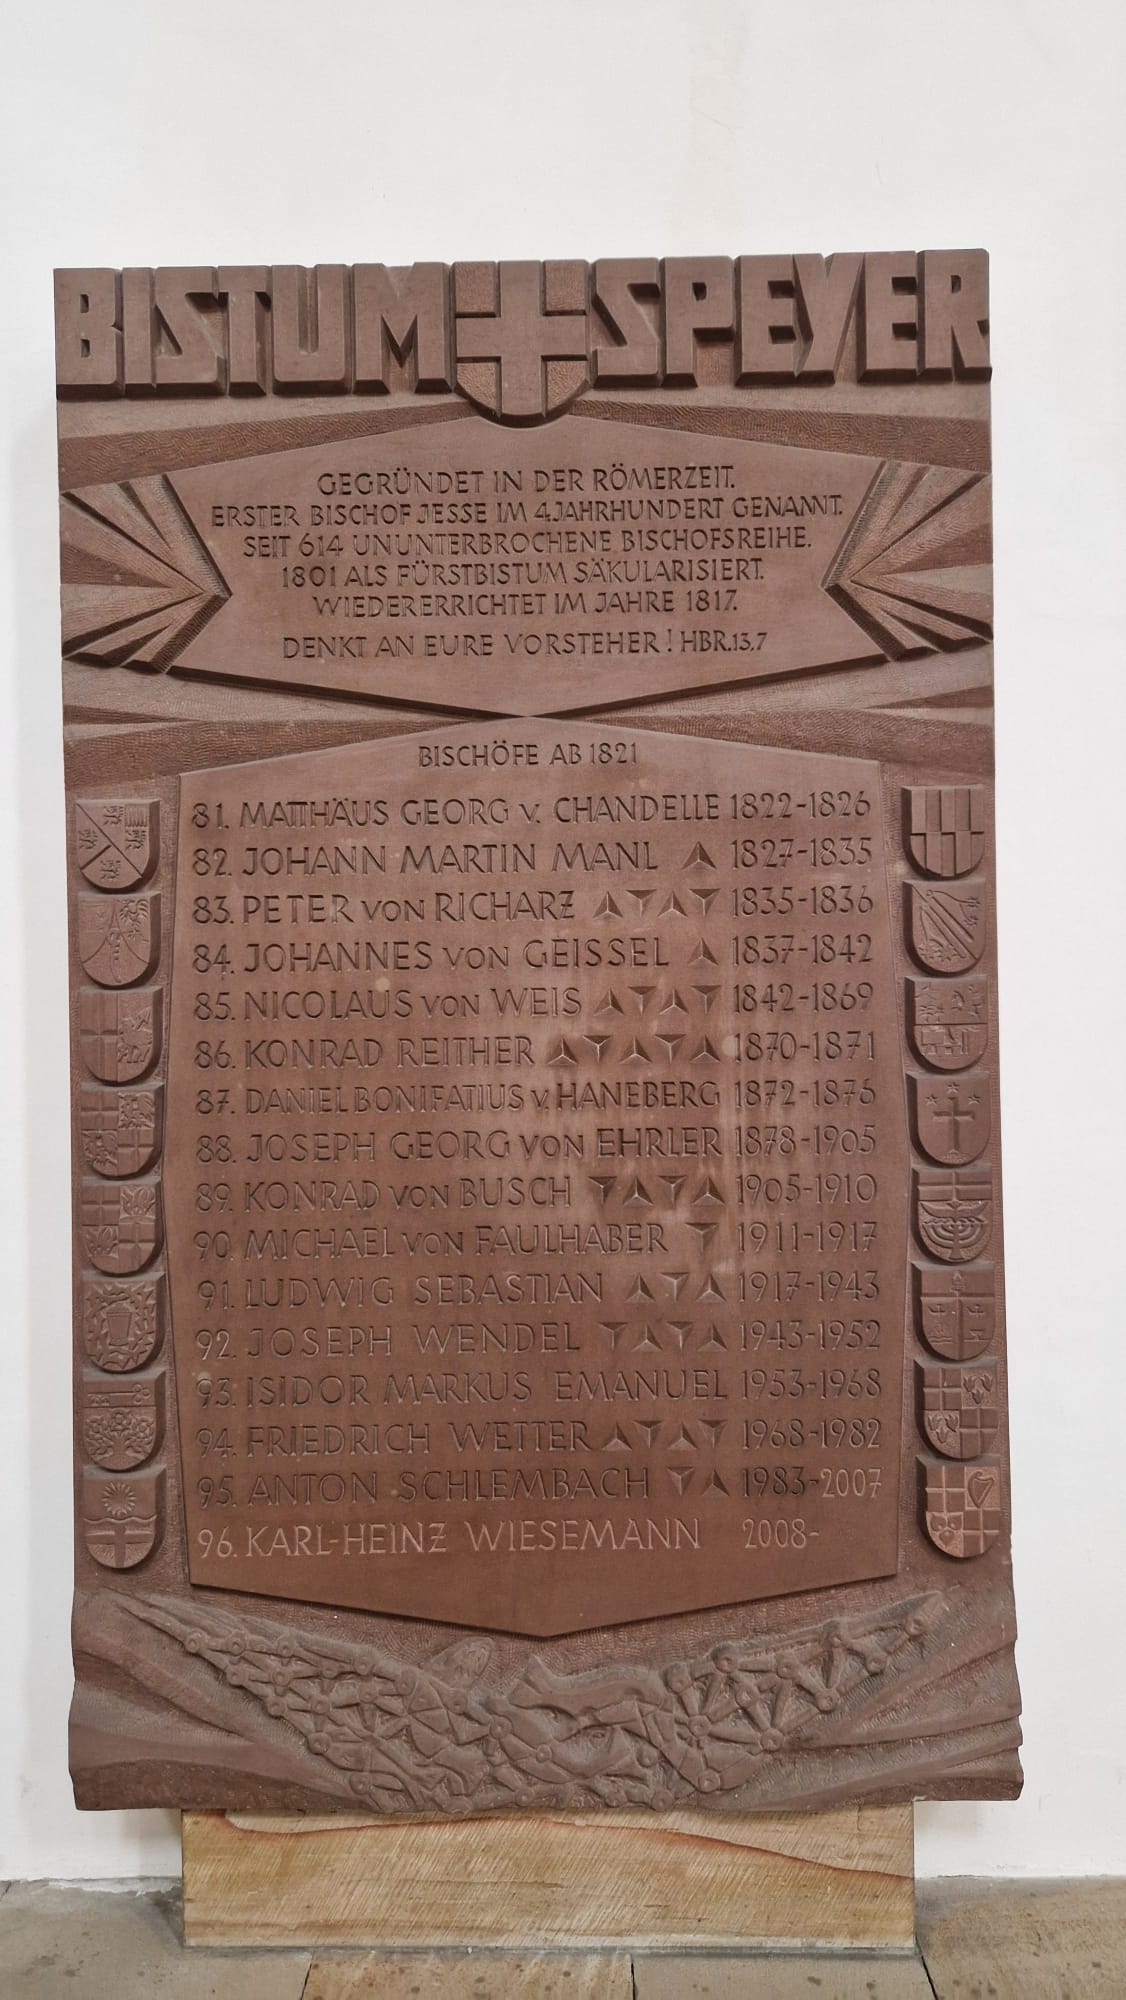 BISTUM SPEYER
GEGRÜNDET IN DER RÖMERZEIT.
ERSTER BISCHOF JESSE IM 4.JAHRHUNDERT GENANNT.
SEIT 614 UNUNTERBROCHENE BISCHOFSREIHE.
1801 ALS FÜRSTBISTUM SÄKULARISIERT.
WIEDERERRICHTET IM JAHRE 1817.
DENKT AN EURE VORSTEHER! HBR.13,7
BISCHÖFE AB 1821
81. MATTHÄUS GEORG v. CHANDELLE 1822-1826
82. JOHANN MARTIN MANL 1827-1835
83. PETER VON RICHARZ 1835-1836
84. JOHANNES VON GEISSEL 1837-1842
85. NICOLAUS VON WEIS 1842-1869
86. KONRAD REITHER 1870-1871
87. DANIEL BONIFATIUS v. HANEBERG 1872-1876
88. JOSEPH GEORG VON EHRLER 1878-1905
89. KONRAD VON BUSCH 1905-1910
90. MICHAEL VON FAULHABER 1911-1917
91. LUDWIG SEBASTIAN 1917-1943
92. JOSEPH WENDEL 1943-1952
93. ISIDOR MARKUS EMANUEL 1953-1968
94. FRIEDRICH WETTER 1968-1982
95. ANTON SCHLEMBACH 1983-2007
96. KARL-HEINZ WIESEMANN 2008-